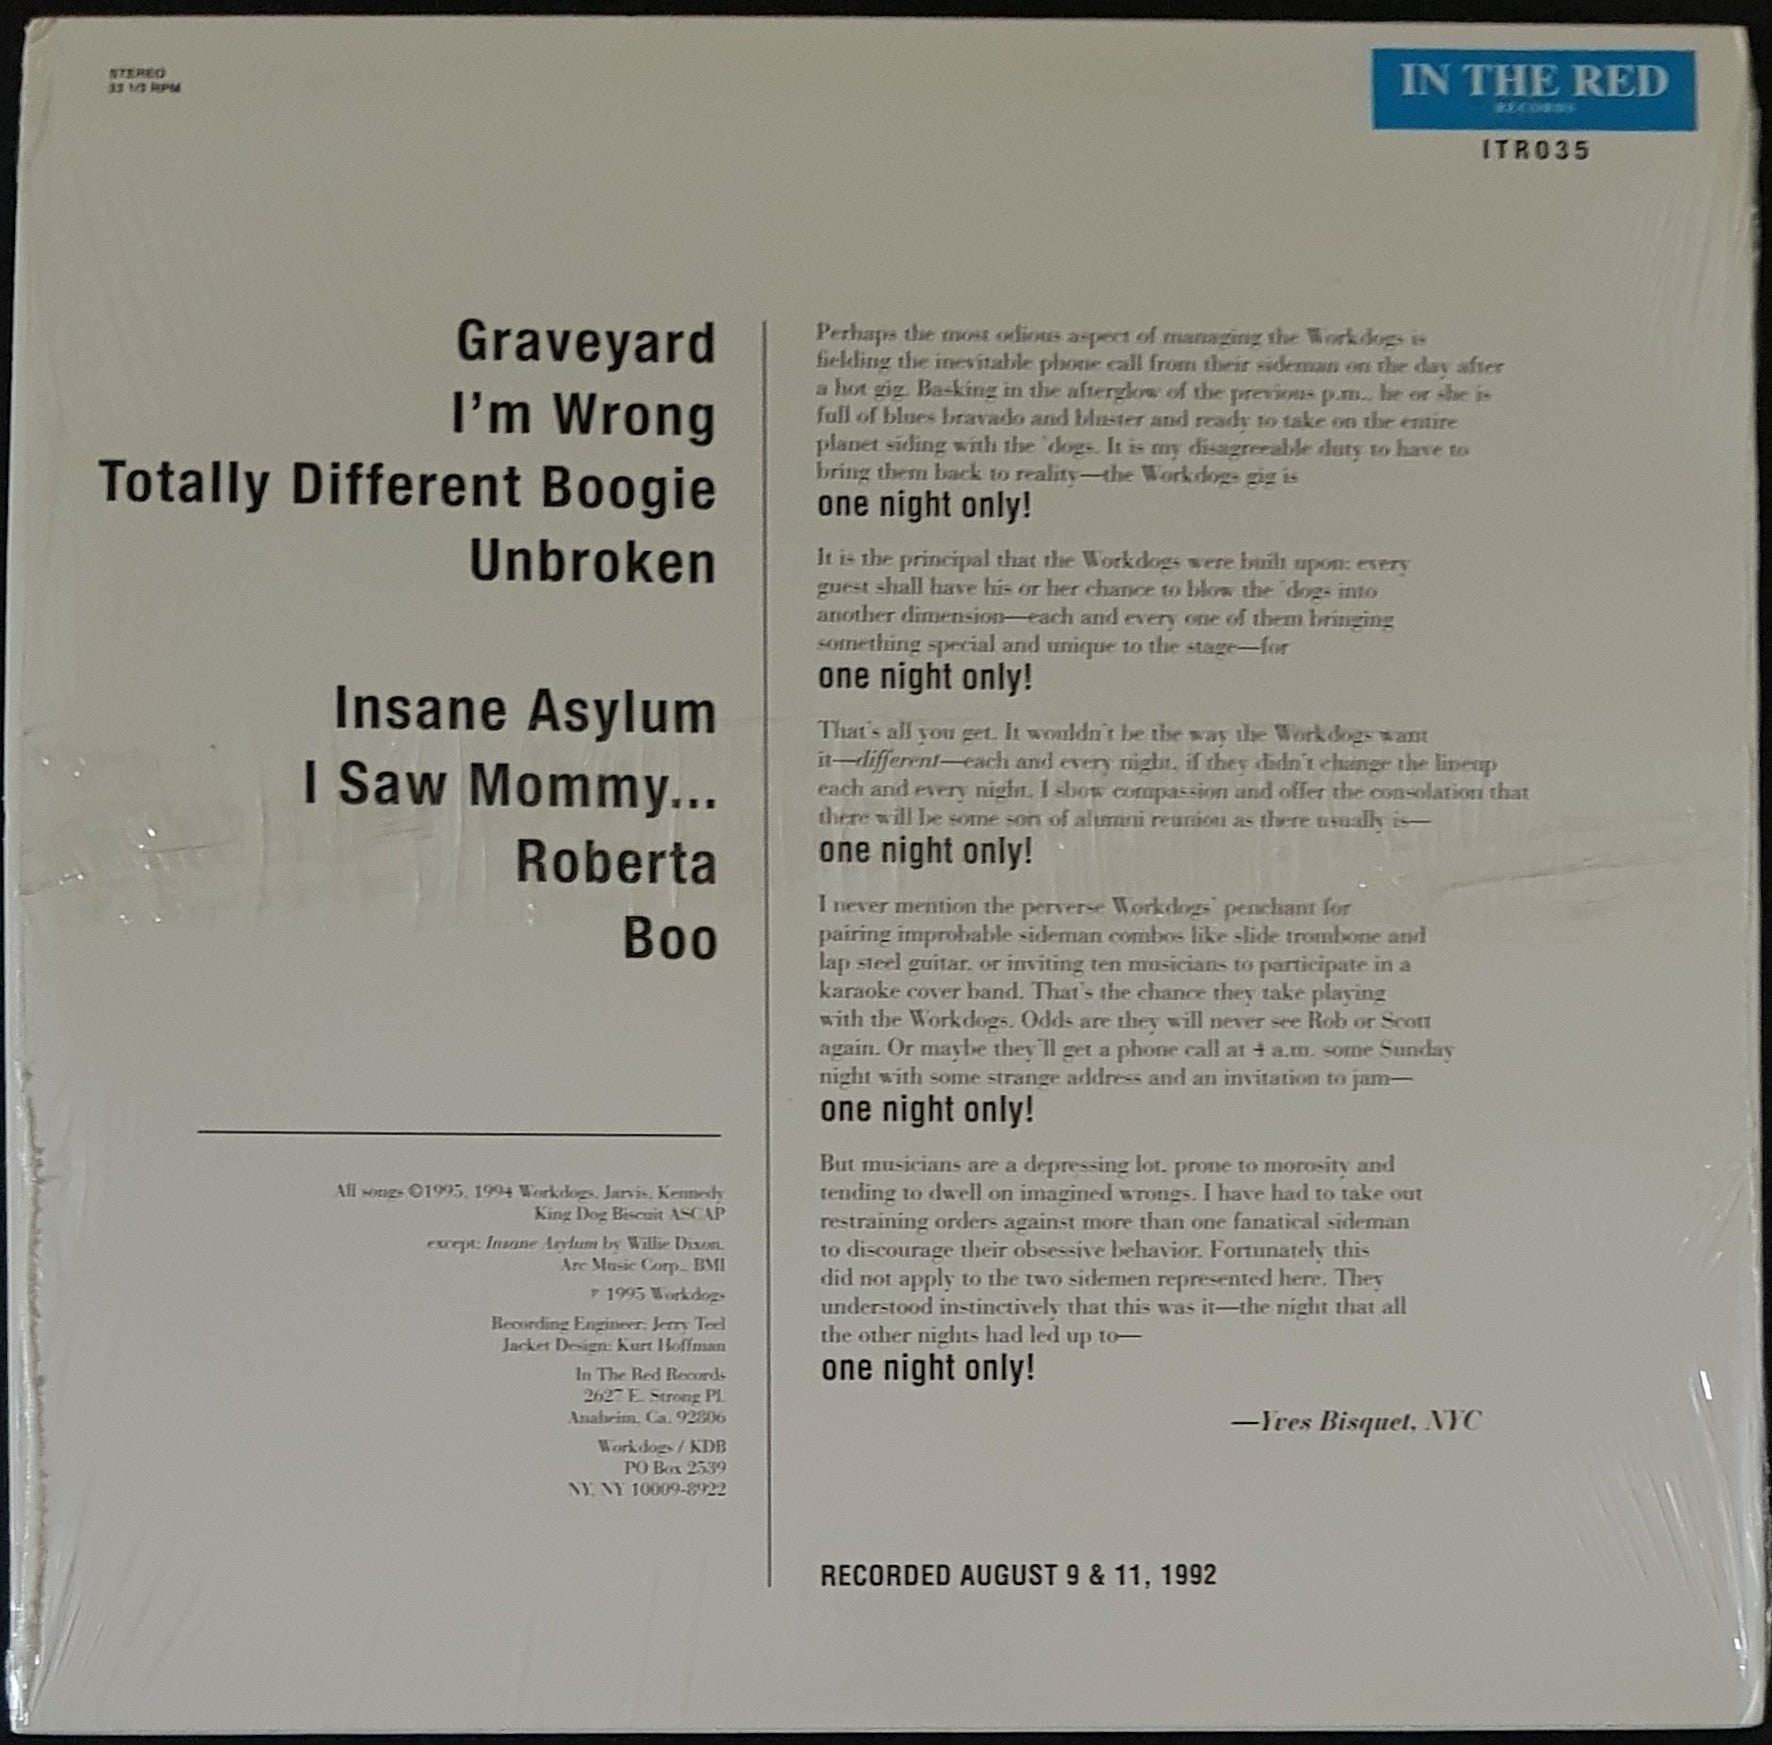 STEREO
33 1/3 RPM
IN THE RED
RECORDS
ITR035
Graveyard
I'm Wrong
Totally Different Boogie
Unbroken
Insane Asylum
I Saw Mommy...
Roberta
Boo
All songs ©1995, 1994 Workdogs, Jarvis, Kennedy
King Dog Biscuit ASCAP
except: Insane Asylum by Willie Dixon,
Arc Music Corp., BMI
℗ 1995 Workdogs
Recording Engineer: Jerry Teel
Jacket Design: Kurt Hoffman
In The Red Records
2627 E. Strong Pl.
Anaheim, Ca. 92806
Workdogs / KDB
PO Box 2539
NY, NY 10009-8922
Perhaps the most odious aspect of managing the Workdogs is
fielding the inevitable phone call from their sideman on the day after
a hot gig. Basking in the afterglow of the previous p.m., he or she is
full of blues bravado and bluster and ready to take on the entire
planet siding with the 'dogs. It is my disagreeable duty to have to
bring them back to reality—the Workdogs gig is
one night only!
It is the principal that the Workdogs were built upon: every
guest shall have his or her chance to blow the 'dogs into
another dimension—each and every one of them bringing
something special and unique to the stage—for
one night only!
That's all you get. It wouldn't be the way the Workdogs want
it—different—each and every night, if they didn't change the lineup
each and every night. I show compassion and offer the consolation that
there will be some sort of alumni reunion as there usually is—
one night only!
I never mention the perverse Workdogs' penchant for
pairing improbable sideman combos like slide trombone and
lap steel guitar, or inviting ten musicians to participate in a
karaoke cover band. That's the chance they take playing
with the Workdogs. Odds are they will never see Rob or Scott
again. Or maybe they'll get a phone call at 4 a.m. some Sunday
night with some strange address and an invitation to jam—
one night only!
But musicians are a depressing lot, prone to morosity and
tending to dwell on imagined wrongs. I have had to take out
restraining orders against more than one fanatical sideman
to discourage their obsessive behavior. Fortunately this
did not apply to the two sidemen represented here. They
understood instinctively that this was it—the night that all
the other nights had led up to—
one night only!
—Yves Bisquet, NYC
RECORDED AUGUST 9 & 11, 1992